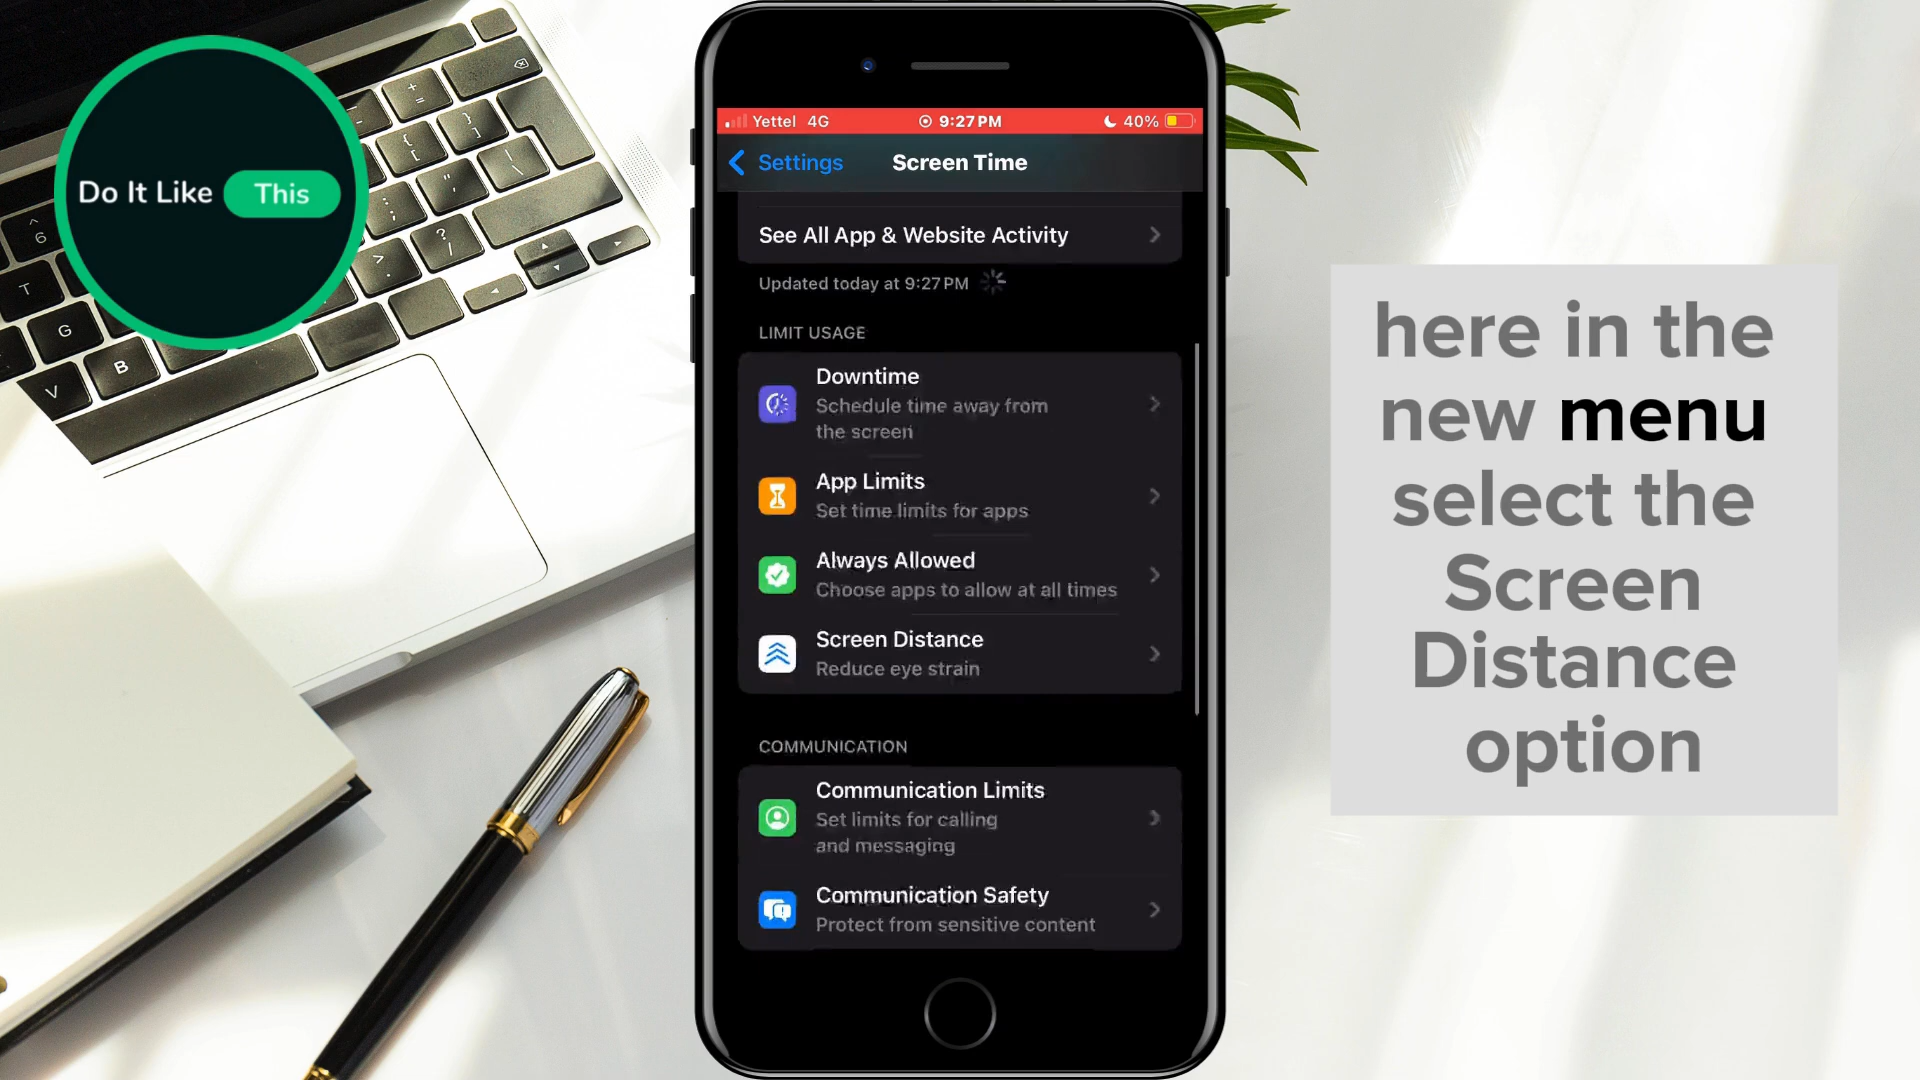 Do It Like This
Yettel 4G 9:27 PM 40%
Settings Screen Time
See All App & Website Activity
Updated today at 9:27 PM
LIMIT USAGE
Downtime
Schedule time away from
the screen
App Limits
Set time limits for apps
Always Allowed
Choose apps to allow at all times
Screen Distance
Reduce eye strain
COMMUNICATION
Communication Limits
Set limits for calling
and messaging
Communication Safety
Protect from sensitive content
here in the
new menu
select the
Screen
Distance
option
6
T
G
V
B